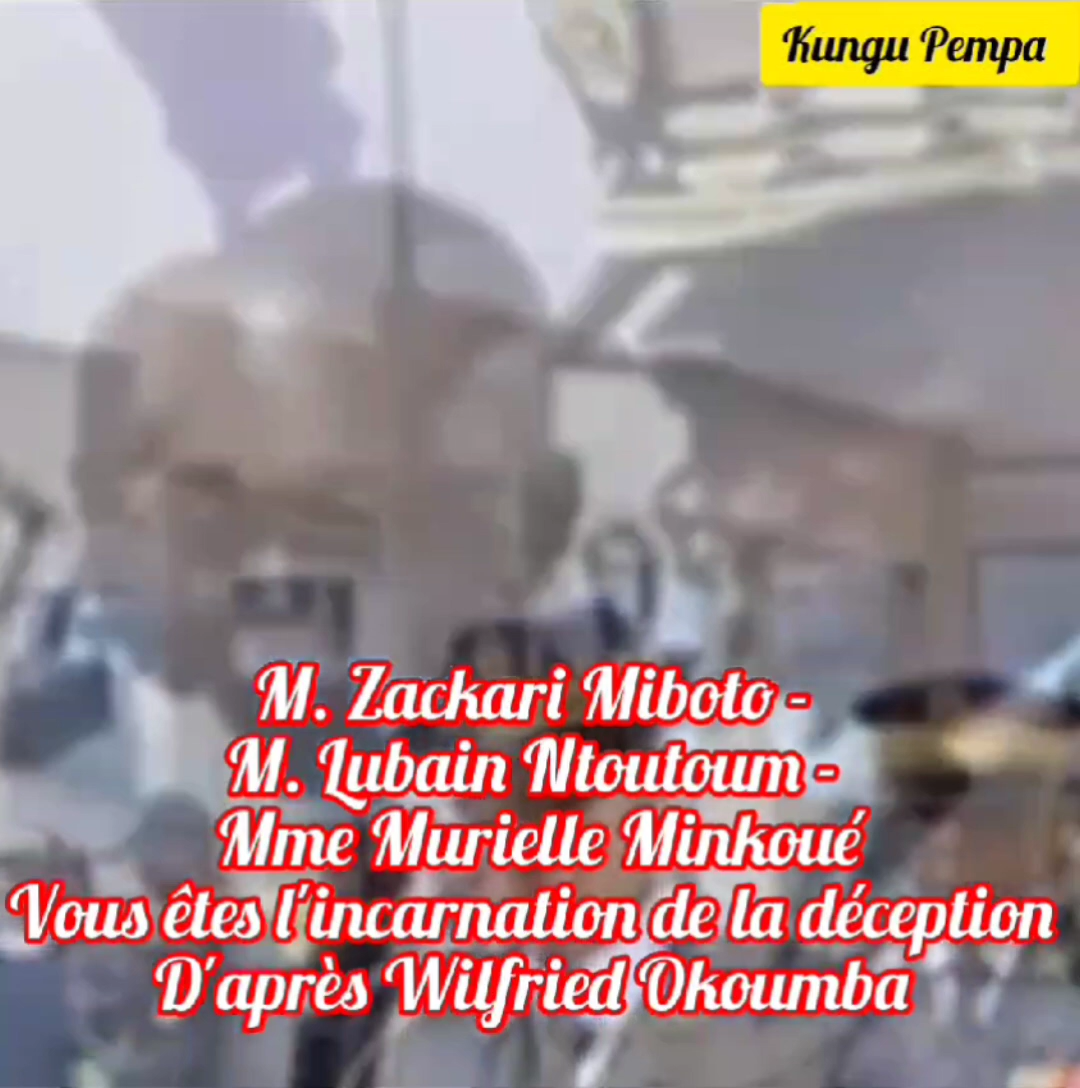 Kungu Pempa
M. Zackari Miboto -
M. Lubain Ntoutoum -
Mme Murielle Minkoué
Vous êtes l'incarnation de la déception
D'après Wilfried Okoumba